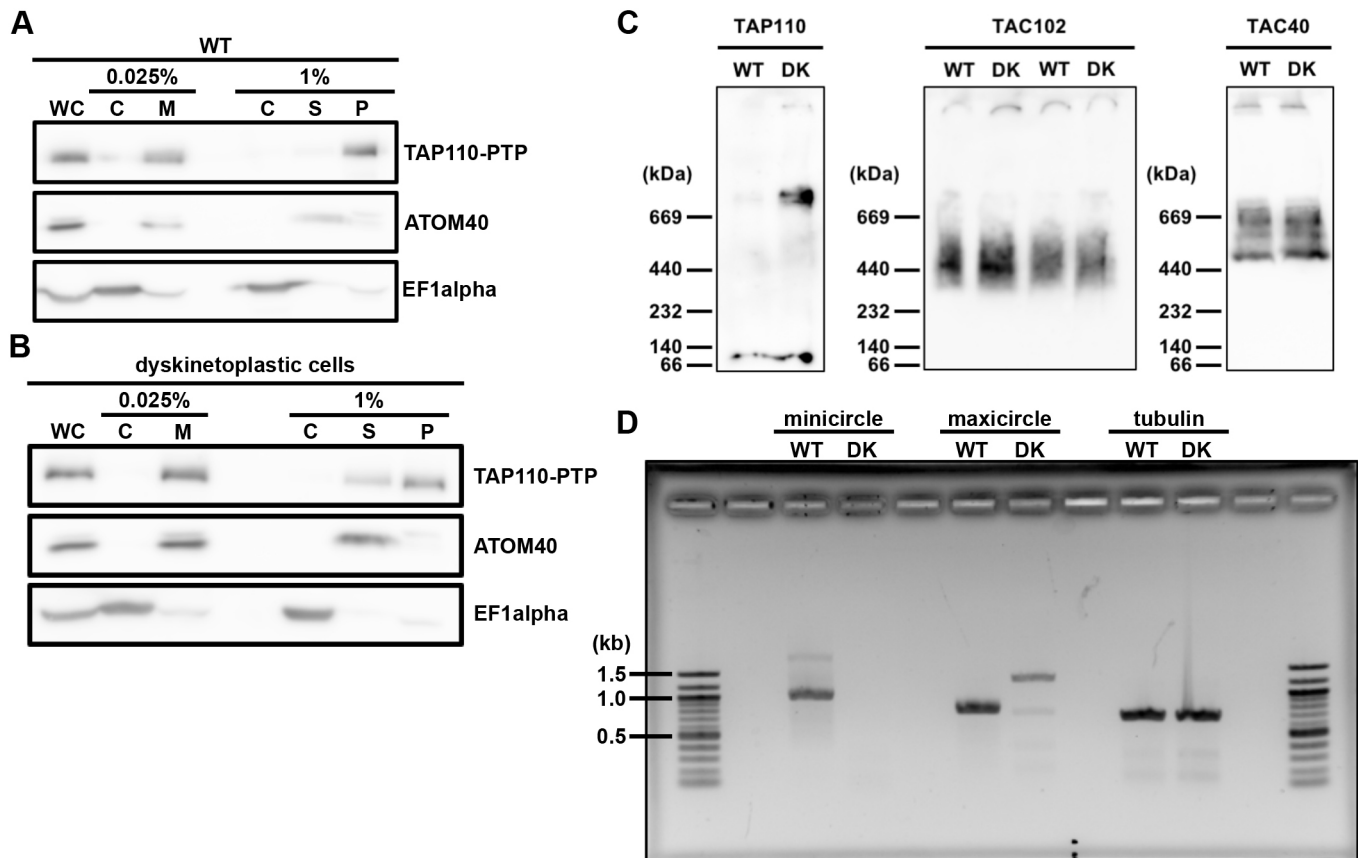 A
WT
0.025% 1%
WC C M C S P
TAP110-PTP
ATOM40
EF1alpha
B
dyskinetoplastic cells
0.025% 1%
WC C M C S P
TAP110-PTP
ATOM40
EF1alpha
C
TAP110 TAC102 TAC40
WT DK WT DK WT DK WT DK
(kDa) (kDa) (kDa)
669 669 669
440 440 440
232 232 232
140 140 140
66 66 66
D
minicircle maxicircle tubulin
WT DK WT DK WT DK
(kb)
1.5
1.0
0.5